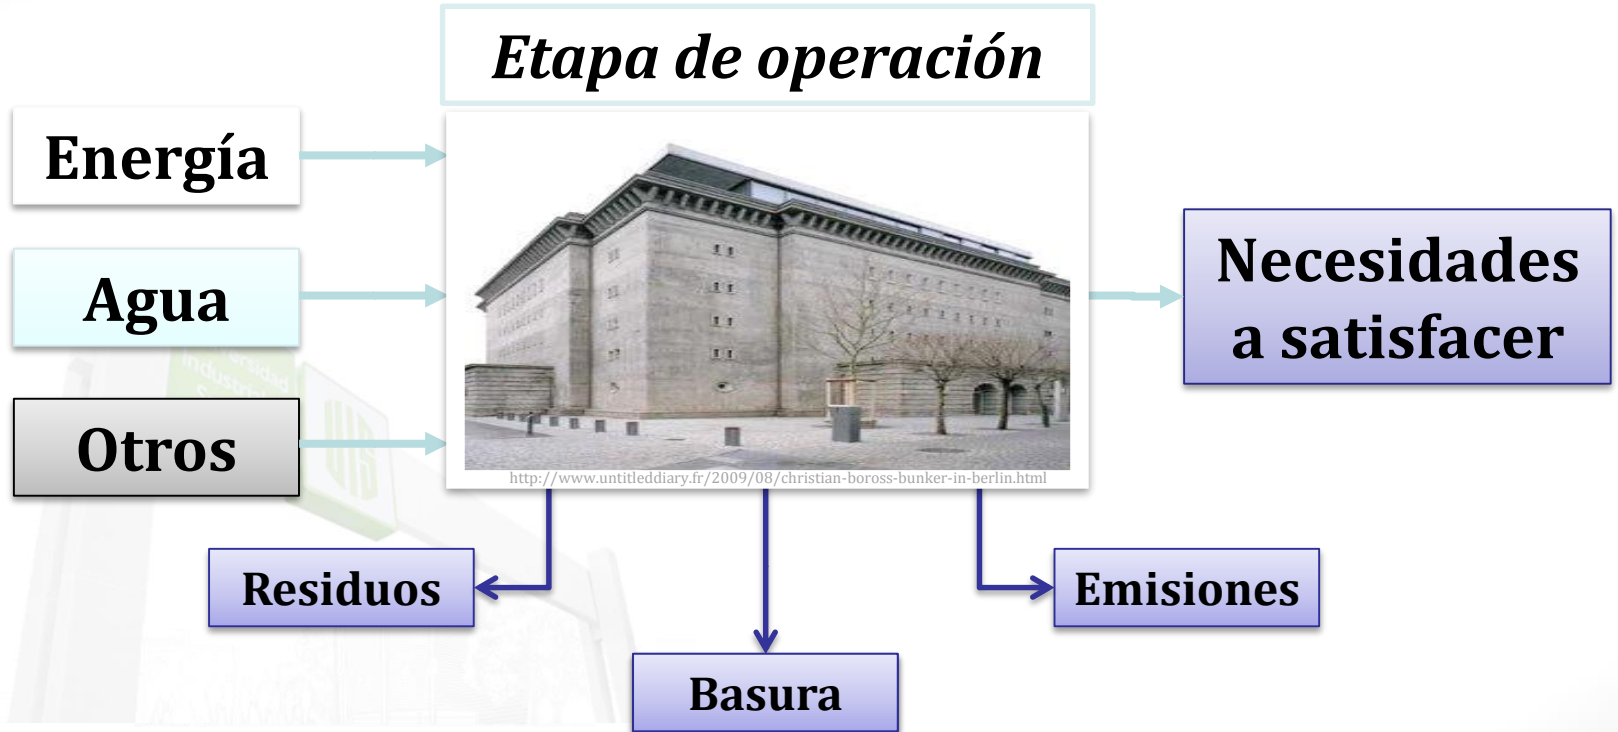 Etapa de operación
Energía
Agua
Otros
Necesidades
a satisfacer
http://www.untitleddiary.fr/2009/08/christian-boross-bunker-in-berlin.html
Residuos
Emisiones
Basura
UIS